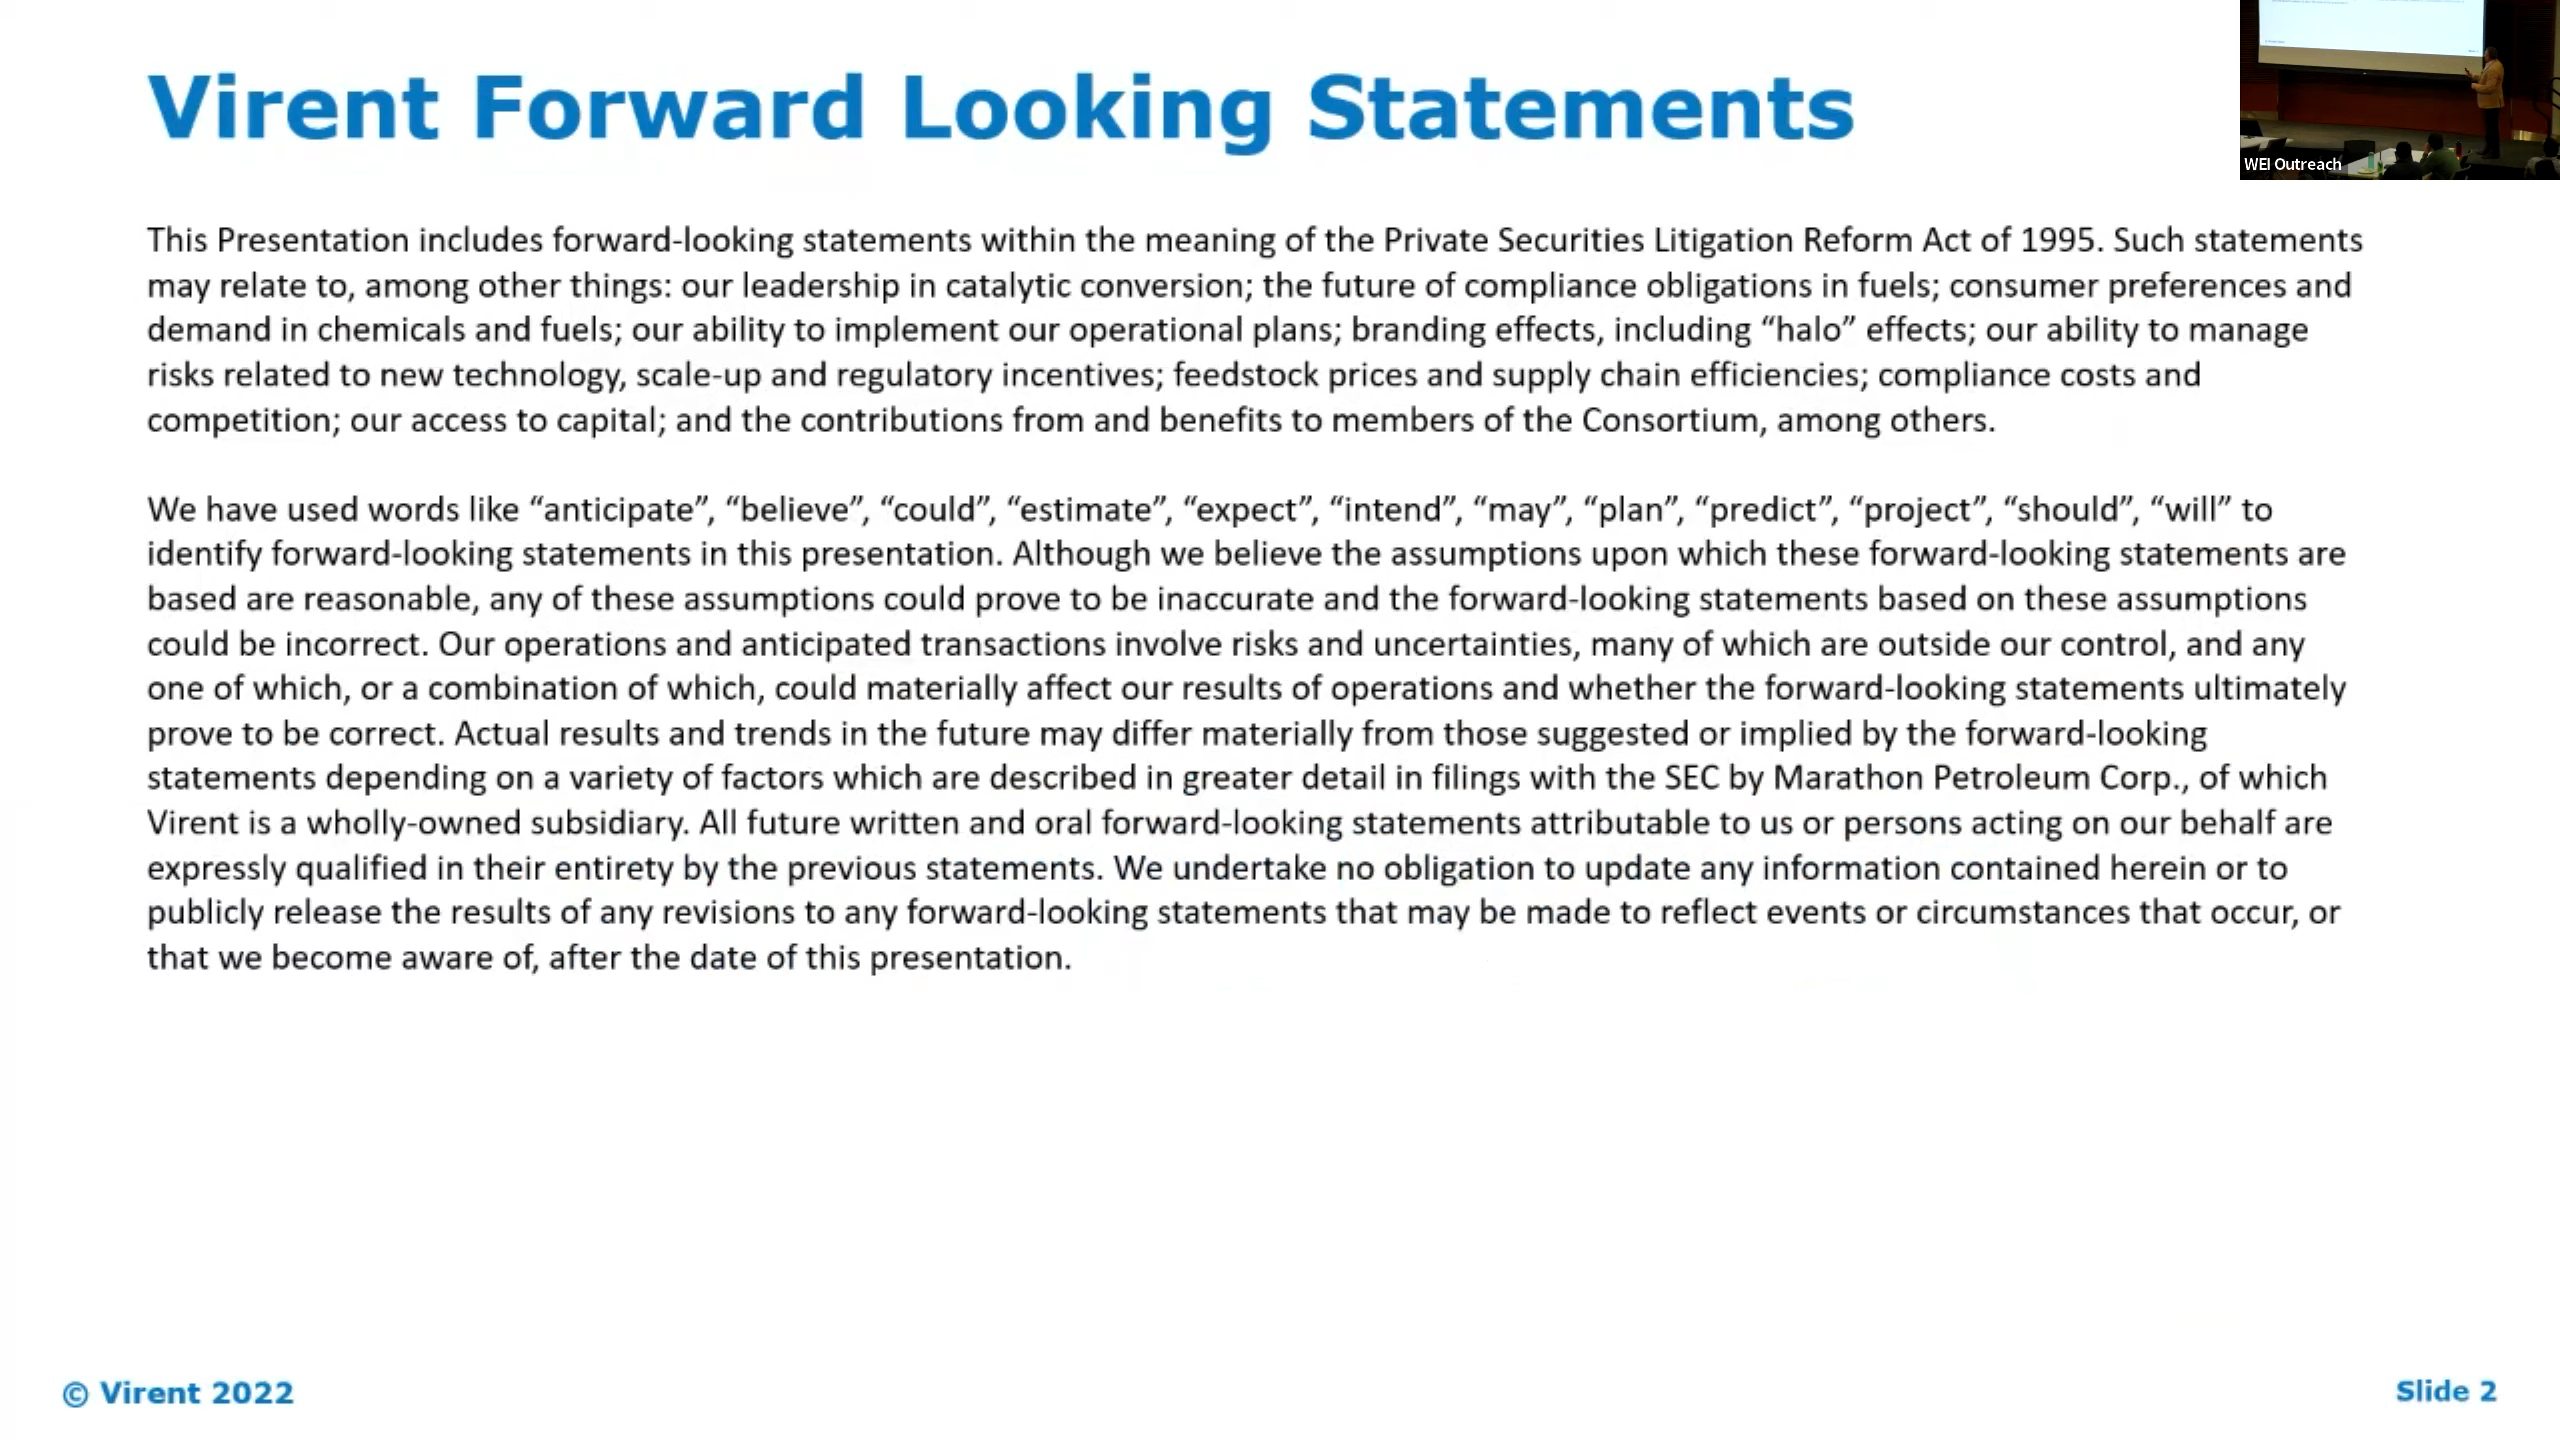 Virent Forward Looking Statements
WEI Outreach
This Presentation includes forward-looking statements within the meaning of the Private Securities Litigation Reform Act of 1995. Such statements
may relate to, among other things: our leadership in catalytic conversion; the future of compliance obligations in fuels; consumer preferences and
demand in chemicals and fuels; our ability to implement our operational plans; branding effects, including “halo” effects; our ability to manage
risks related to new technology, scale-up and regulatory incentives; feedstock prices and supply chain efficiencies; compliance costs and
competition; our access to capital; and the contributions from and benefits to members of the Consortium, among others.
We have used words like “anticipate”, “believe”, “could”, “estimate”, “expect”, “intend”, “may”, “plan”, “predict”, “project”, “should”, “will” to
identify forward-looking statements in this presentation. Although we believe the assumptions upon which these forward-looking statements are
based are reasonable, any of these assumptions could prove to be inaccurate and the forward-looking statements based on these assumptions
could be incorrect. Our operations and anticipated transactions involve risks and uncertainties, many of which are outside our control, and any
one of which, or a combination of which, could materially affect our results of operations and whether the forward-looking statements ultimately
prove to be correct. Actual results and trends in the future may differ materially from those suggested or implied by the forward-looking
statements depending on a variety of factors which are described in greater detail in filings with the SEC by Marathon Petroleum Corp., of which
Virent is a wholly-owned subsidiary. All future written and oral forward-looking statements attributable to us or persons acting on our behalf are
expressly qualified in their entirety by the previous statements. We undertake no obligation to update any information contained herein or to
publicly release the results of any revisions to any forward-looking statements that may be made to reflect events or circumstances that occur, or
that we become aware of, after the date of this presentation.
© Virent 2022
Slide 2